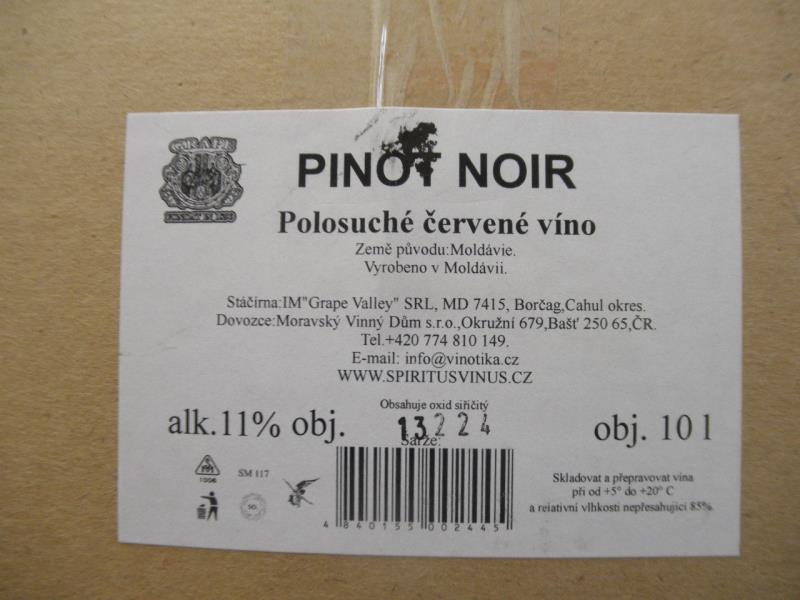 GRAPE
PINOT NOIR
Polosuché červené víno
Země původu:Moldávie.
Vyrobeno v Moldávii.
Stáčírna:IM"Grape Valley" SRL, MD 7415, Borčag,Cahul okres.
Dovozce:Moravský Vinný Dům s.r.o.,Okružní 679,Bašť 250 65,ČR.
Tel.+420 774 810 149.
E-mail: info@vinotika.cz
WWW.SPIRITUSVINUS.CZ
Obsahuje oxid siřičitý
alk.11% obj.
13224
Šarže:
obj. 10 l
1006
SM 117
Skladovat a přepravovat vina
při od +5° do +20° C
a relativní vlhkosti nepřesahující 85%
4 840155 002445